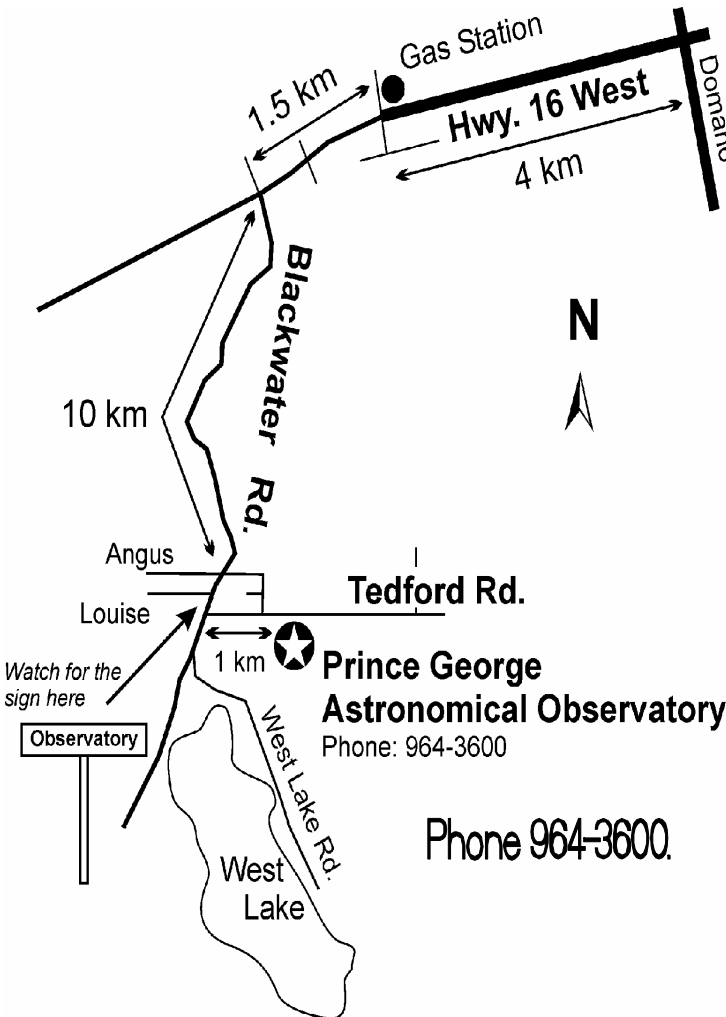 Gas Station
1.5 km
Hwy. 16 West
4 km
N
Blackwater Rd.
10 km
Angus
Tedford Rd.
Louise
1 km
Watch for the
sign here
Prince George
Astronomical Observatory
Phone: 964-3600
Observatory
West Lake Rd.
Phone 964-3600.
West
Lake